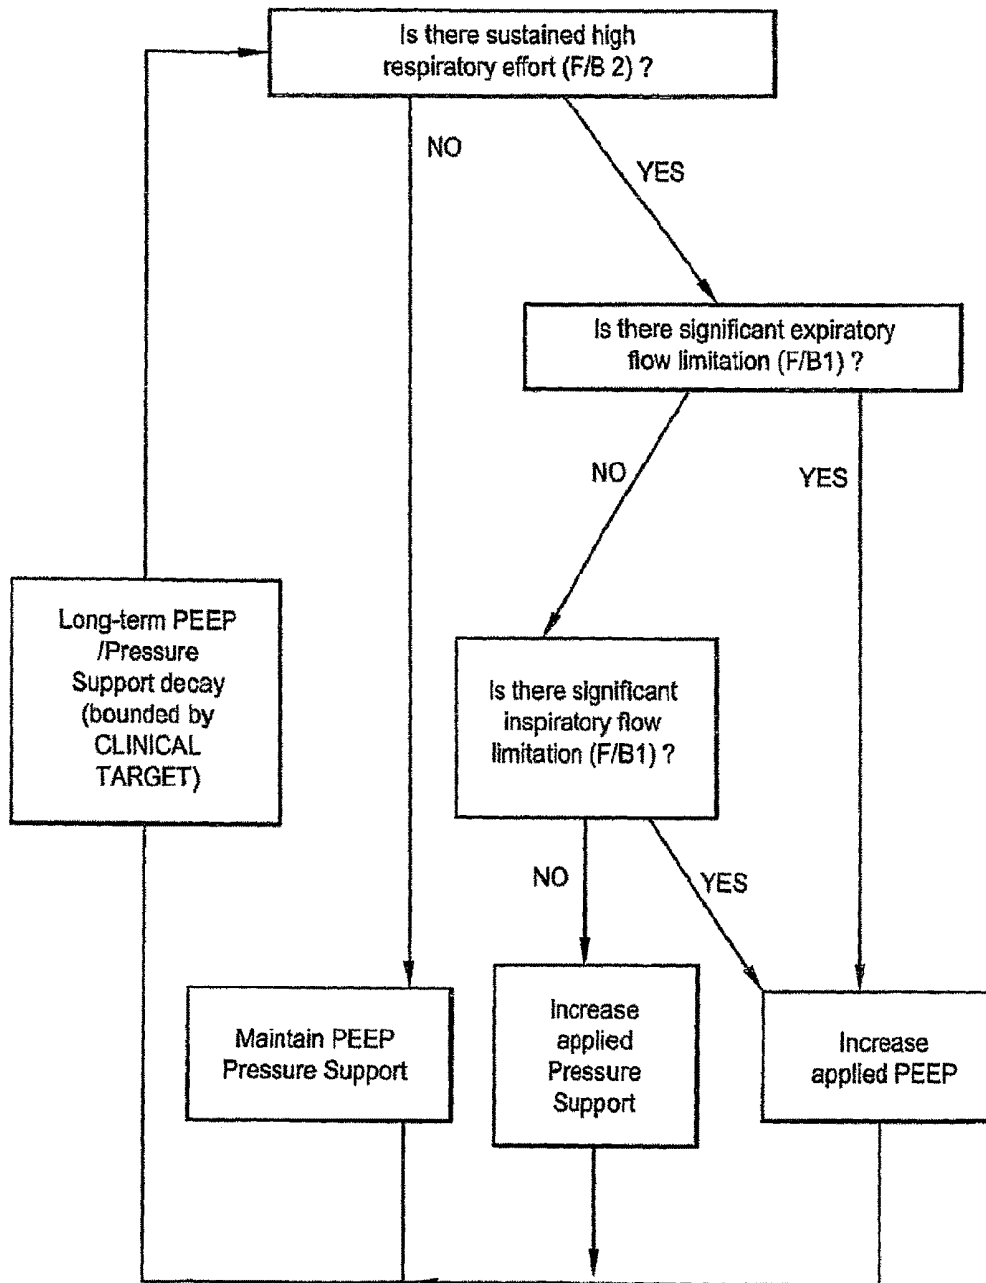 Is there sustained high
respiratory effort (F/B 2) ?
NO
YES
Is there significant expiratory
flow limitation (F/B1) ?
NO
YES
Long-term PEEP
/Pressure
Support decay
(bounded by
CLINICAL
TARGET)
Is there significant
inspiratory flow
limitation (F/B1) ?
NO
YES
Maintain PEEP
Pressure Support
Increase
applied
Pressure
Support
Increase
applied PEEP